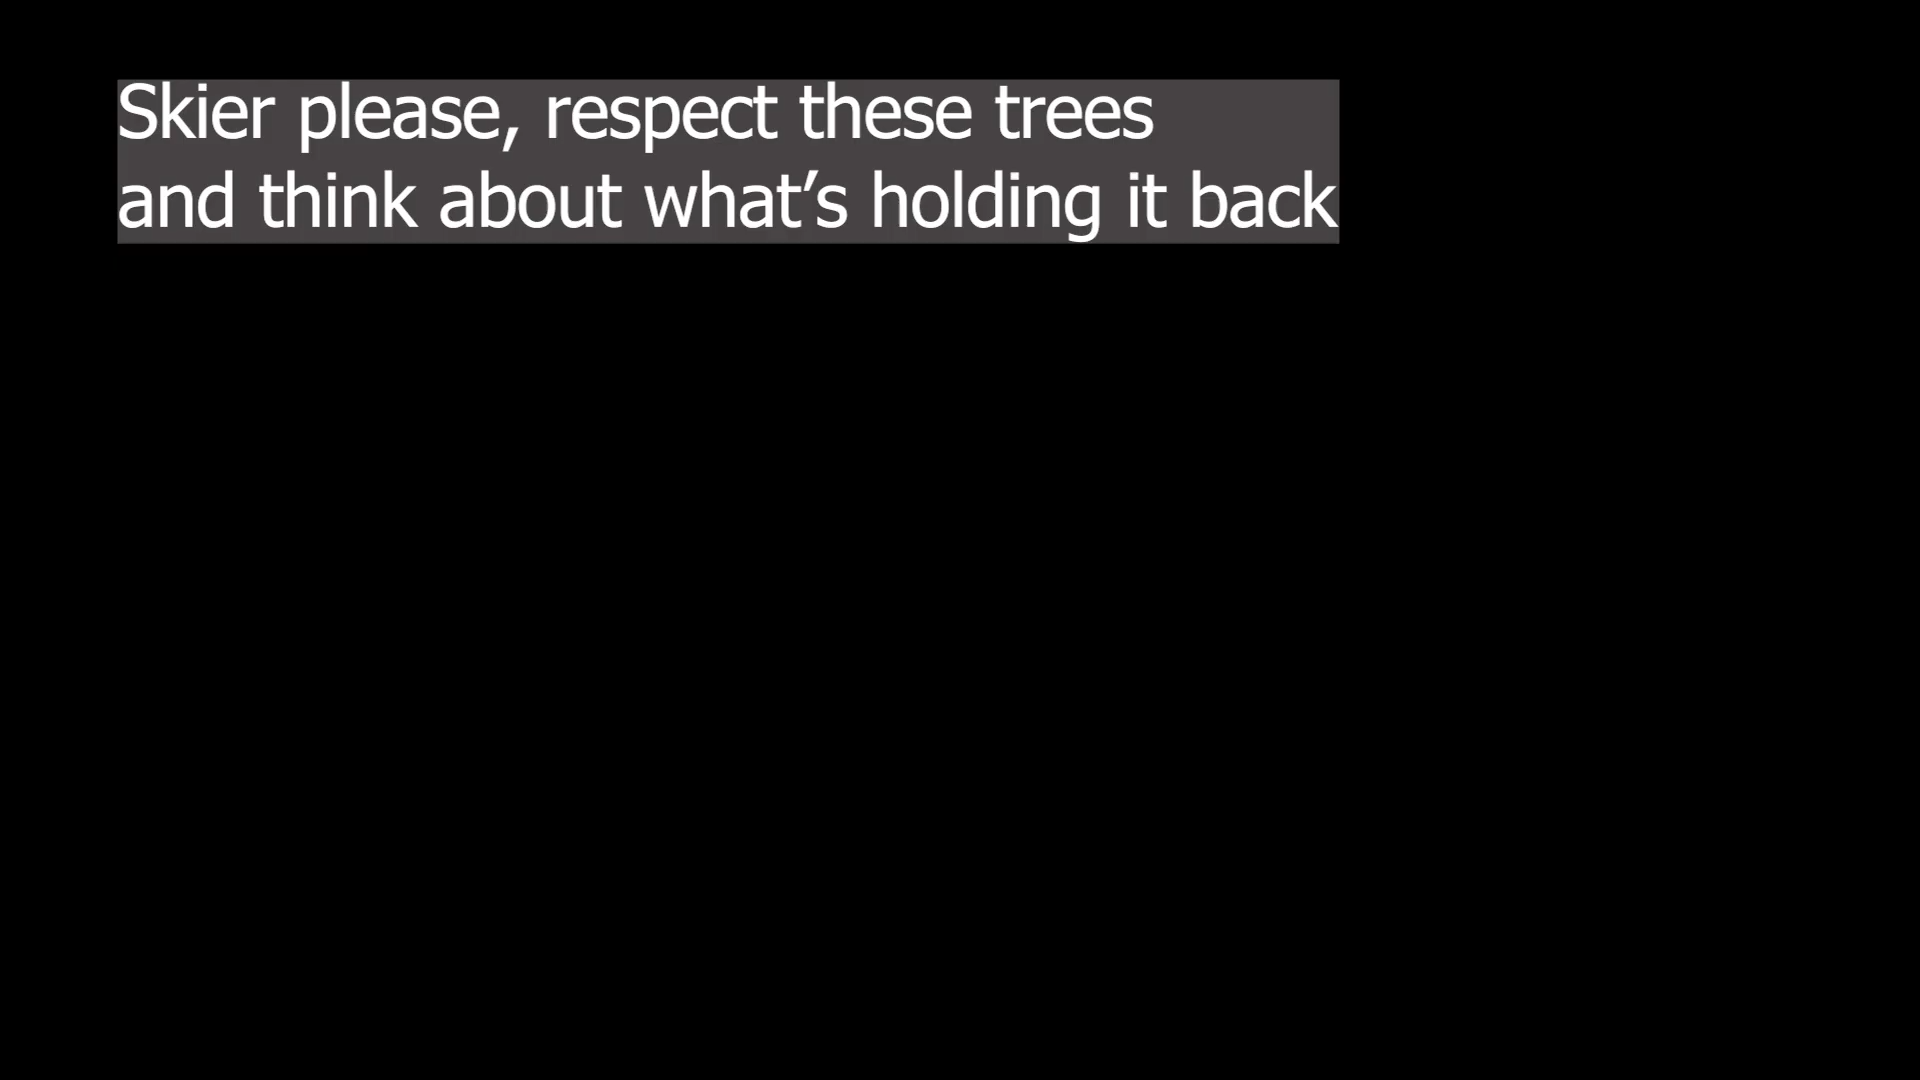 Skier please, respect these trees
and think about what’s holding it back